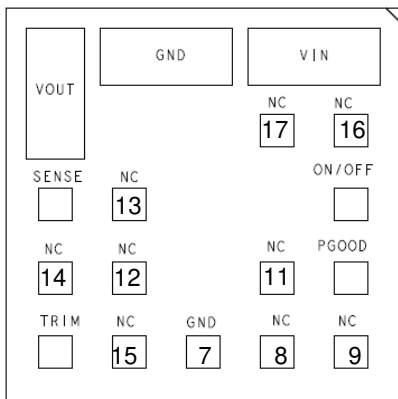 GND
VIN
VOUT
NC NC
17 16
SENSE NC ON/OFF
13
NC NC NC PGOOD
14 12 11
TRIM NC GND NC NC
15 7 8 9